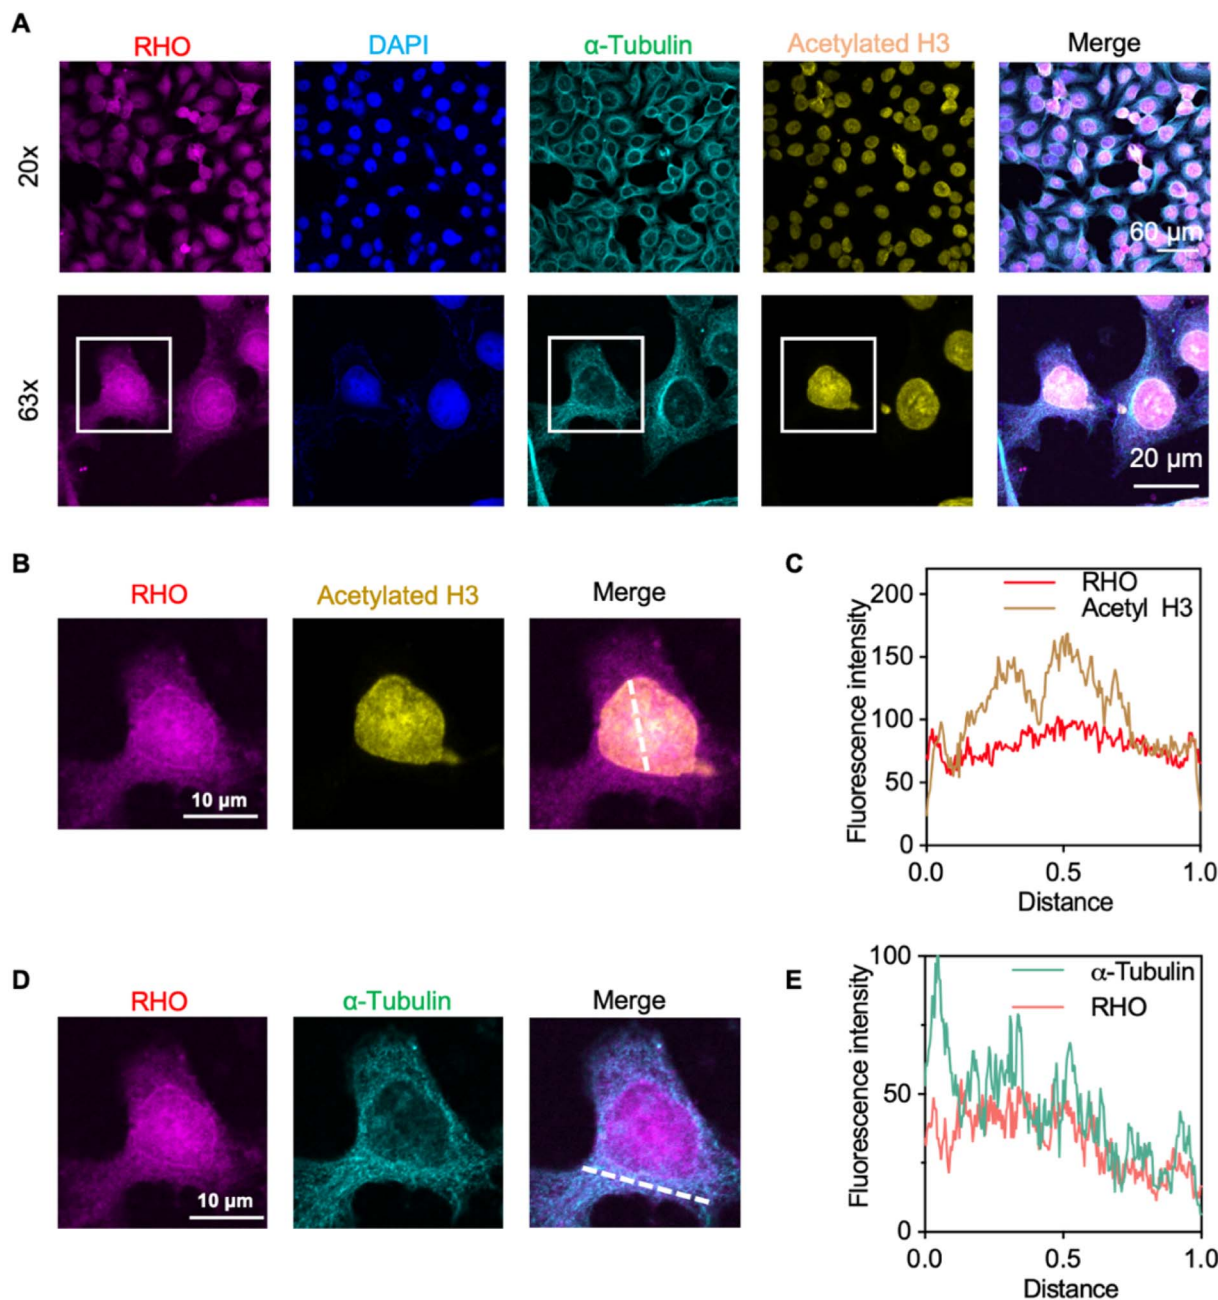 A
RHO DAPI α-Tubulin Acetylated H3 Merge
20x
60 μm
63x
20 μm
B
RHO Acetylated H3 Merge
10 μm
C
RHO
Acetyl H3
200
150
100
50
0
Fluorescence intensity
0.0 0.5 1.0
Distance
D
RHO α-Tubulin Merge
10 μm
E
α-Tubulin
RHO
100
50
0
Fluorescence intensity
0.0 0.5 1.0
Distance